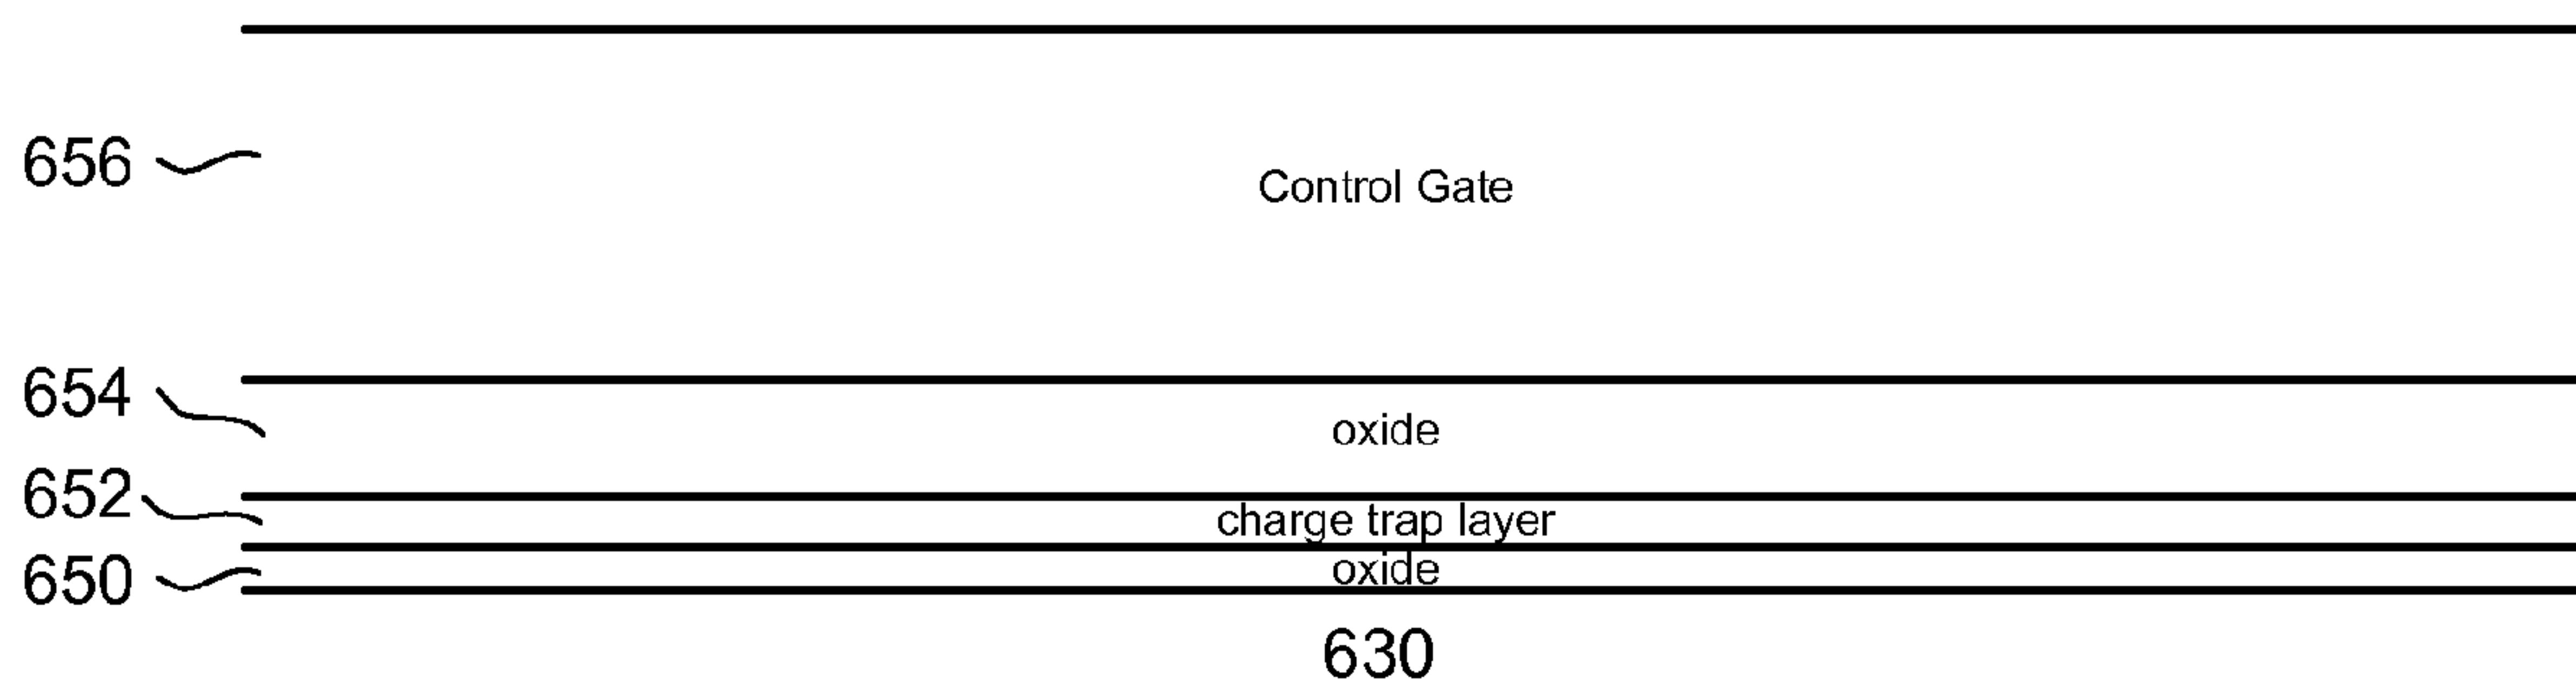 656
Control Gate
654
oxide
652
charge trap layer
650
oxide
630